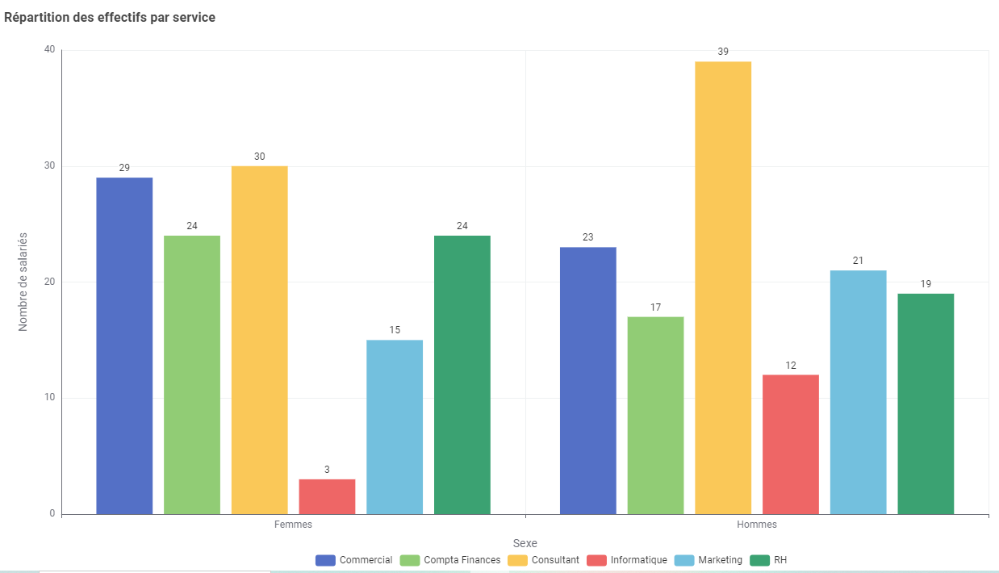 Répartition des effectifs par service
40
39
30
30
29
24
24
23
21
20
19
17
15
12
10
3
0
Nombre de salariés
Femmes
Hommes
Sexe
Commercial
Compta Finances
Consultant
Informatique
Marketing
RH